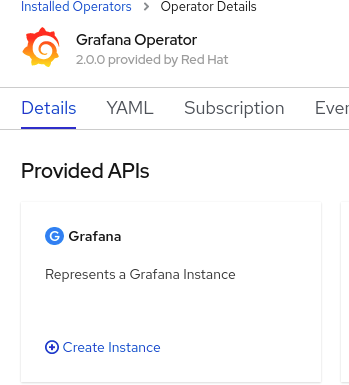 Installed Operators > Operator Details
Grafana Operator
2.0.0 provided by Red Hat
Details YAML Subscription Ever
Provided APIs
G Grafana
Represents a Grafana Instance
Create Instance